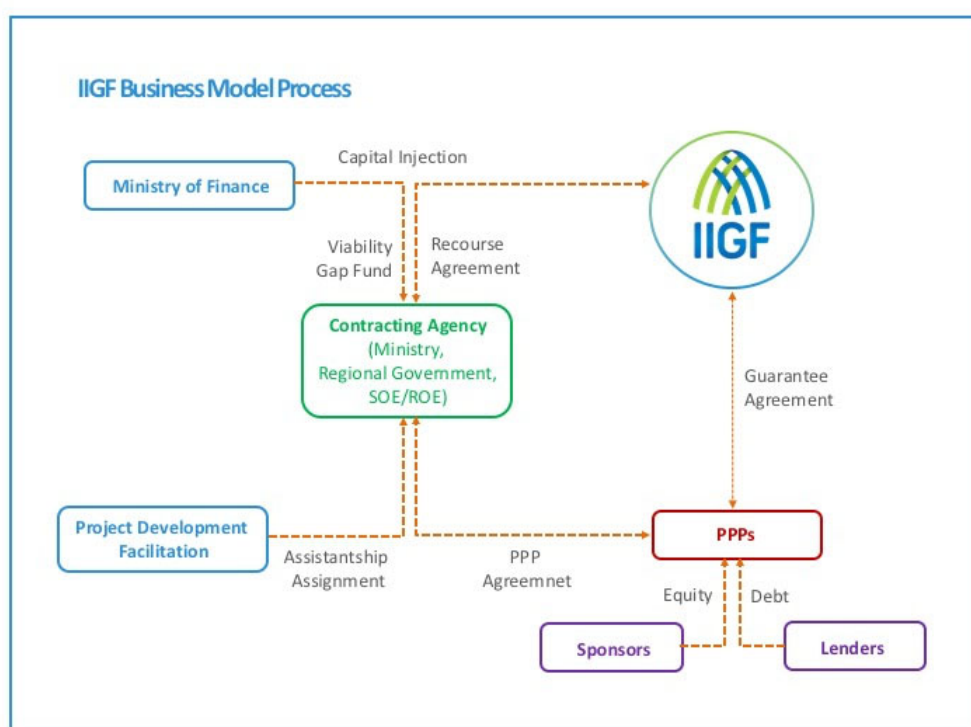 IIGF Business Model Process
Capital Injection
Ministry of Finance
IIGF
Viability
Gap Fund
Recourse
Agreement
Contracting Agency
(Ministry,
Regional Government,
SOE/ROE)
Guarantee
Agreement
Project Development
Facilitation
PPPs
Assistantship
Assignment
PPP
Agreemnet
Equity
Debt
Sponsors
Lenders